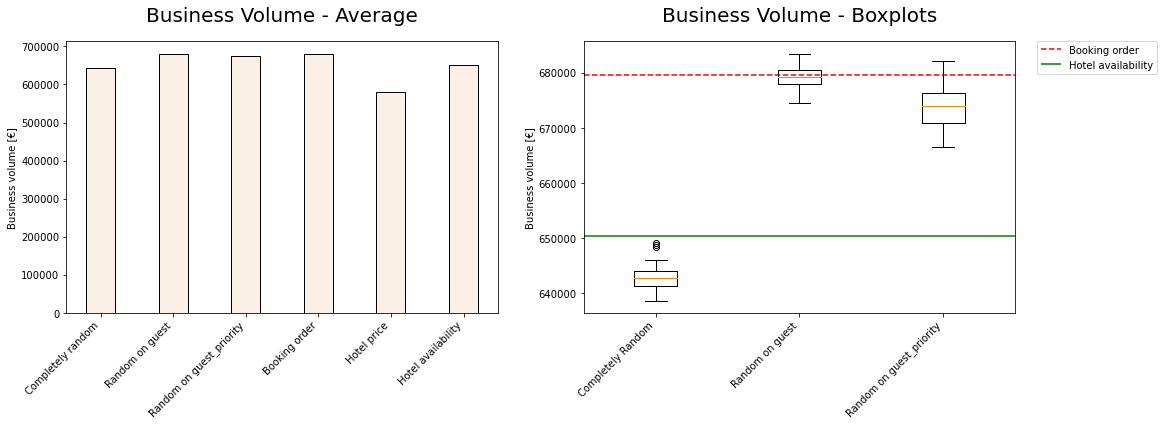 Business Volume - Average
Business volume [€]
700000
600000
500000
400000
300000
200000
100000
0
Completely random
Random on guest
Random on guest_priority
Booking order
Hotel price
Hotel availability
Business Volume - Boxplots
Business volume [€]
680000
670000
660000
650000
640000
Completely Random
Random on guest
Random on guest_priority
Booking order
Hotel availability